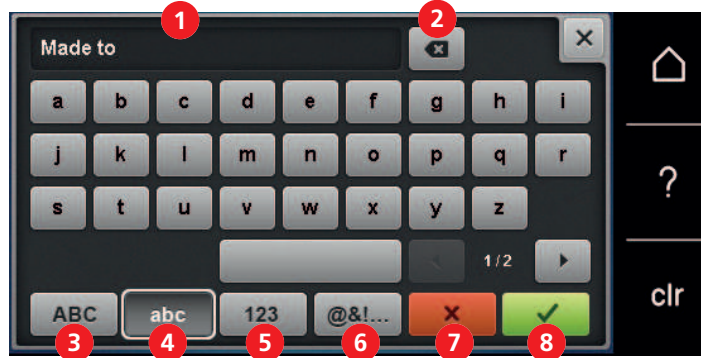 1 2
Made to
a b c d e f g h i
j k l m n o p q r
s t u v w x y z
1/2
ABC abc 123 @&!...
3 4 5 6 7 8
?
clr